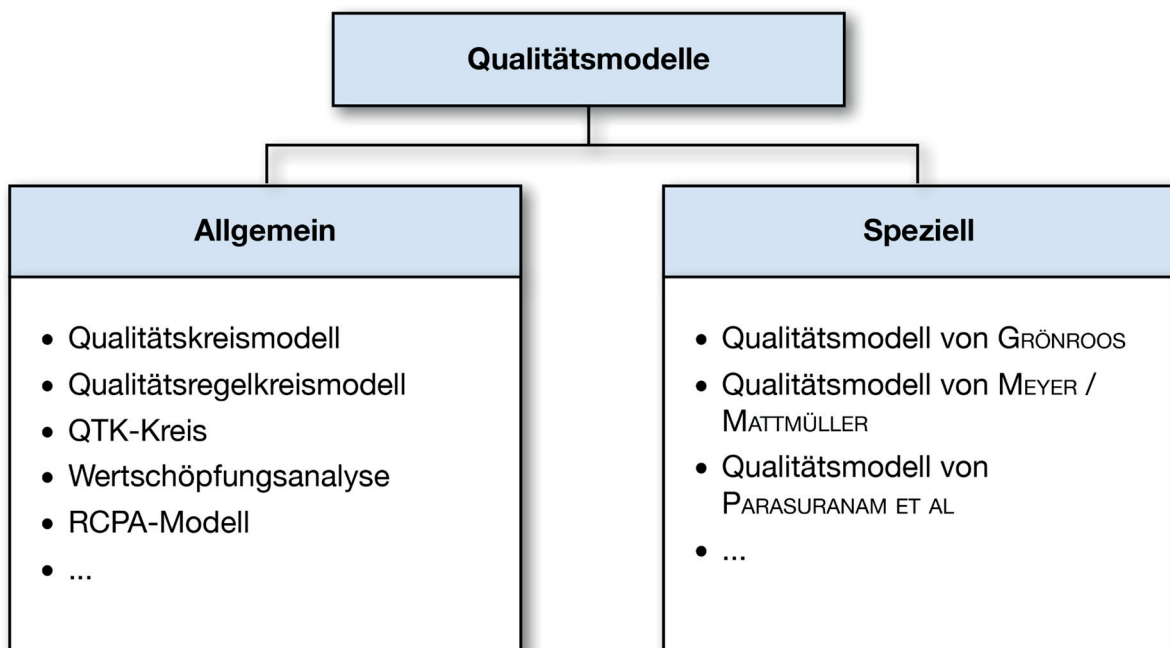 Qualitätsmodelle
Allgemein
• Qualitätskreismodell
• Qualitätsregelkreismodell
• QTK-Kreis
• Wertschöpfungsanalyse
• RCPA-Modell
• ...
Speziell
• Qualitätsmodell von GRÖNROOS
• Qualitätsmodell von MEYER /
MATTMÜLLER
• Qualitätsmodell von
PARASURANAM ET AL
• ...